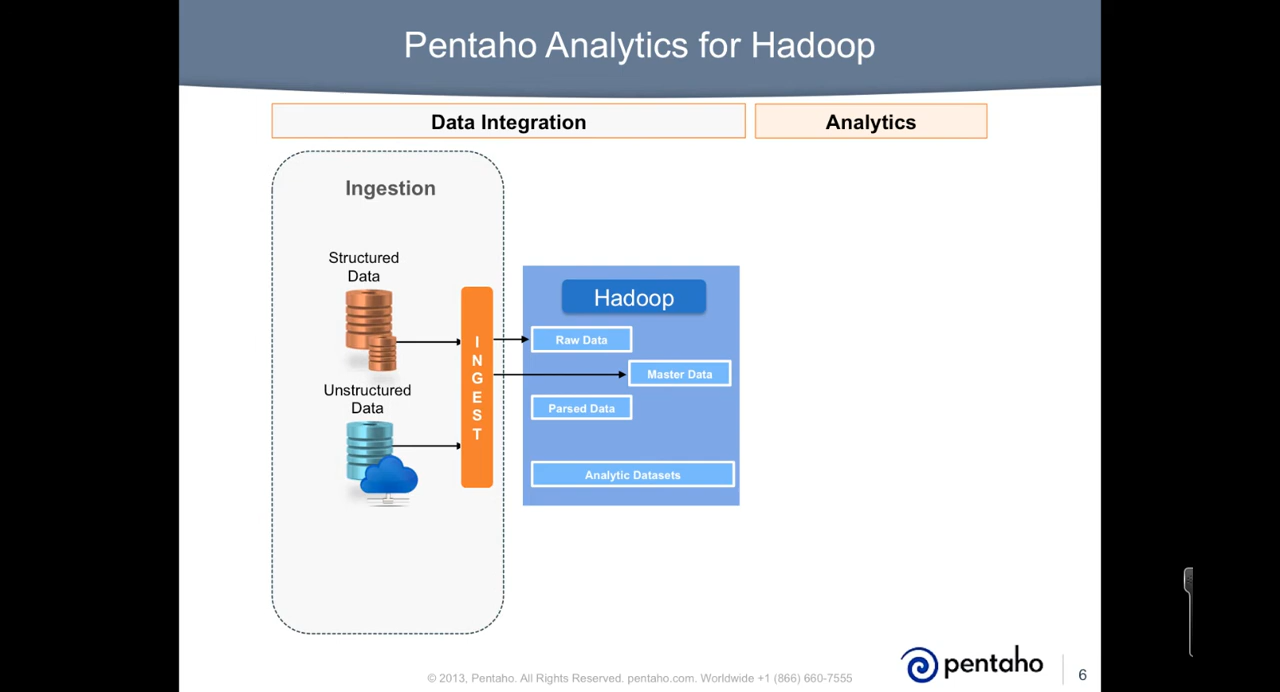 Pentaho Analytics for Hadoop
Data Integration
Analytics
Ingestion
Structured
Data
Unstructured
Data
INGEST
Hadoop
Raw Data
Master Data
Parsed Data
Analytic Datasets
© 2013, Pentaho. All Rights Reserved. pentaho.com. Worldwide +1 (866) 660-7555
pentaho
6